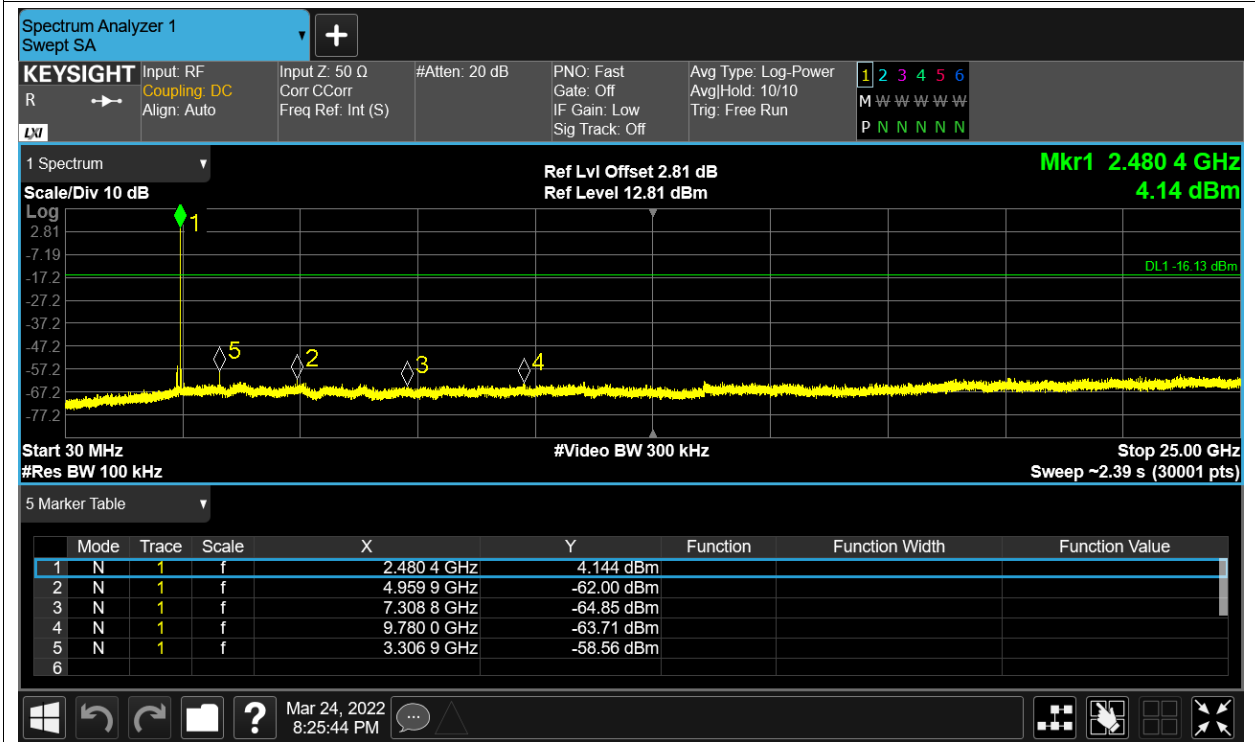 Spectrum Analyzer 1
Swept SA
+
KEYSIGHT Input: RF Input Z: 50 Ω #Atten: 20 dB PNO: Fast Avg Type: Log-Power 1 2 3 4 5 6
R Coupling: DC Corr CCorr Gate: Off Avg|Hold: 10/10 M W W W W W
Align: Auto Freq Ref: Int (S) IF Gain: Low Trig: Free Run
LXI Sig Track: Off P N N N N N
1 Spectrum
Ref Lvl Offset 2.81 dB Mkr1 2.480 4 GHz
Scale/Div 10 dB Ref Level 12.81 dBm 4.14 dBm
Log
1
2.81
-7.19
DL1 -16.13 dBm
-17.2
-27.2
-37.2
-47.2
5 2 3 4
-57.2
-67.2
-77.2
Start 30 MHz #Video BW 300 kHz Stop 25.00 GHz
#Res BW 100 kHz Sweep ~2.39 s (30001 pts)
5 Marker Table
Mode Trace Scale X Y Function Function Width Function Value
1 N 1 f 2.480 4 GHz 4.144 dBm
2 N 1 f 4.959 9 GHz -62.00 dBm
3 N 1 f 7.308 8 GHz -64.85 dBm
4 N 1 f 9.780 0 GHz -63.71 dBm
5 N 1 f 3.306 9 GHz -58.56 dBm
6
? Mar 24, 2022
8:25:44 PM